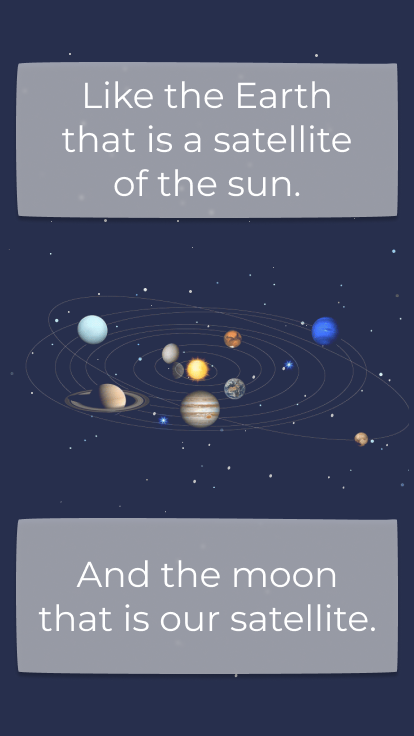 Like the Earth
that is a satellite
of the sun.
And the moon
that is our satellite.